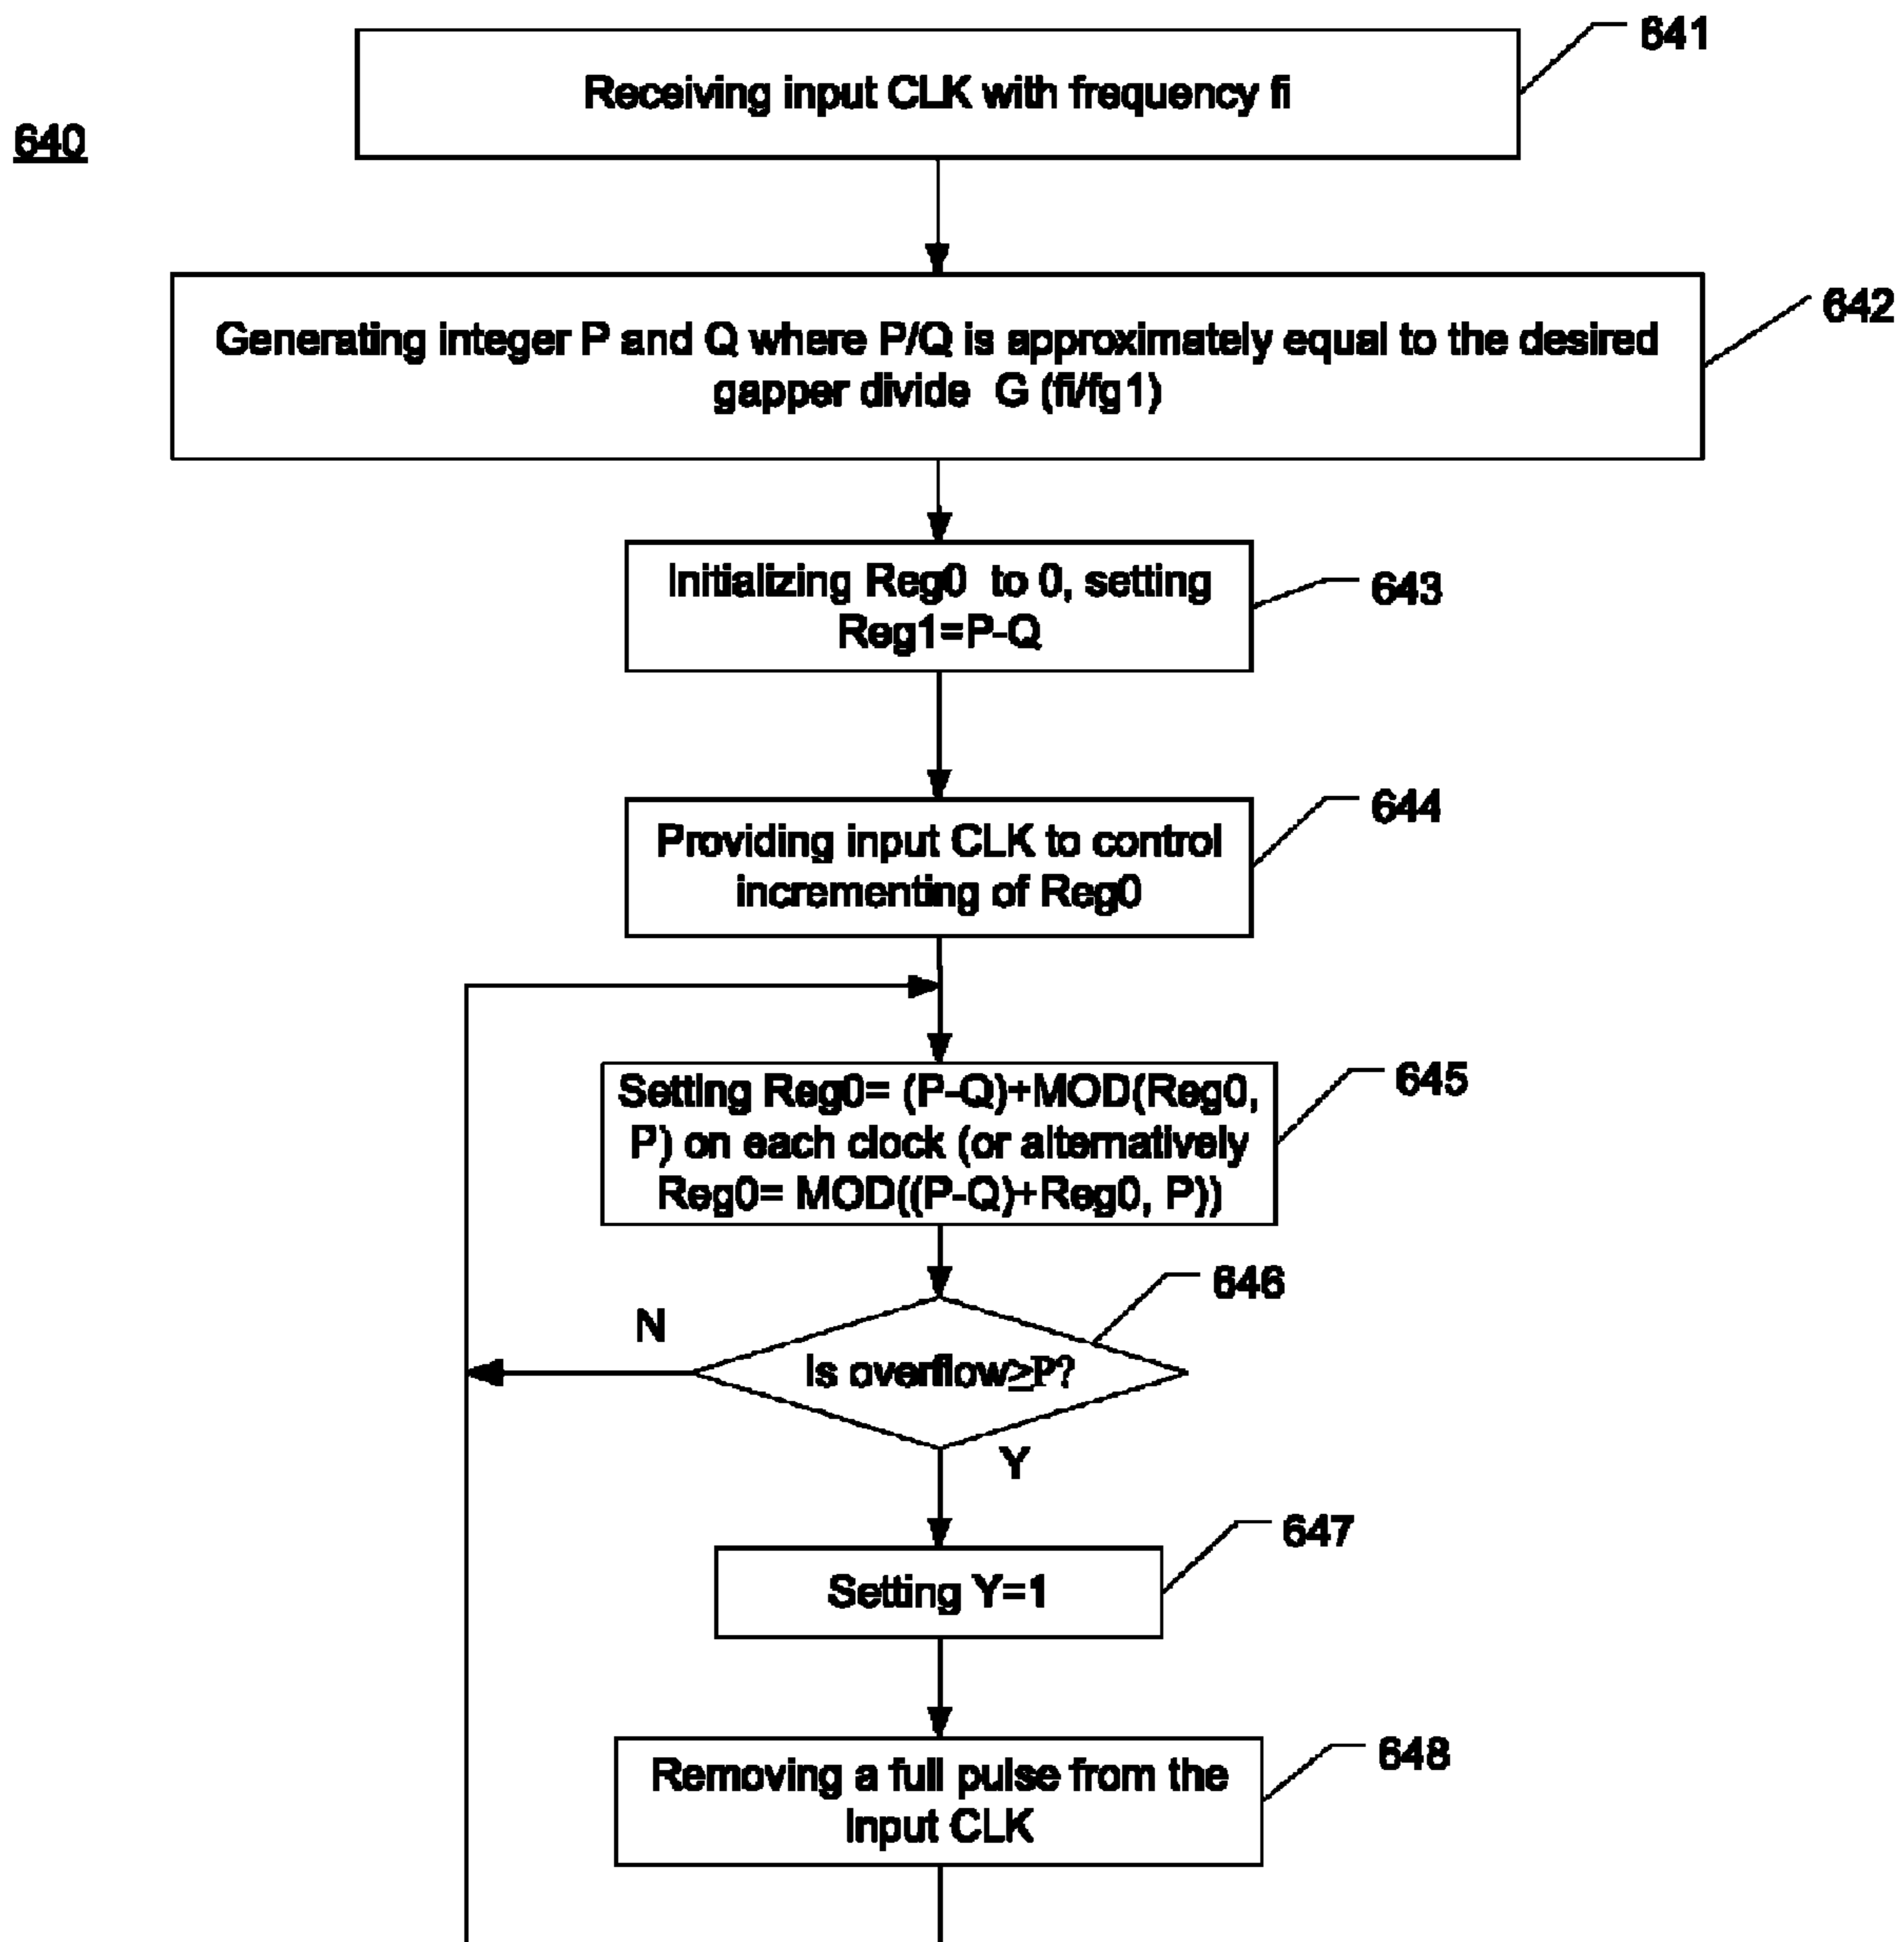 641
Receiving input CLK with frequency fi
640
642
Generating integer P and Q where P/Q is approximately equal to the desired
gapper divide G (fi/fg1)
Initializing Reg0 to 0, setting
Reg1=P-Q
643
644
Providing input CLK to control
incrementing of Reg0
645
Setting Reg0= (P-Q)+MOD(Reg0,
P) on each clock (or alternatively
Reg0= MOD((P-Q)+Reg0, P))
646
N
Is overflow≥P?
Y
647
Setting Y=1
648
Removing a full pulse from the
Input CLK